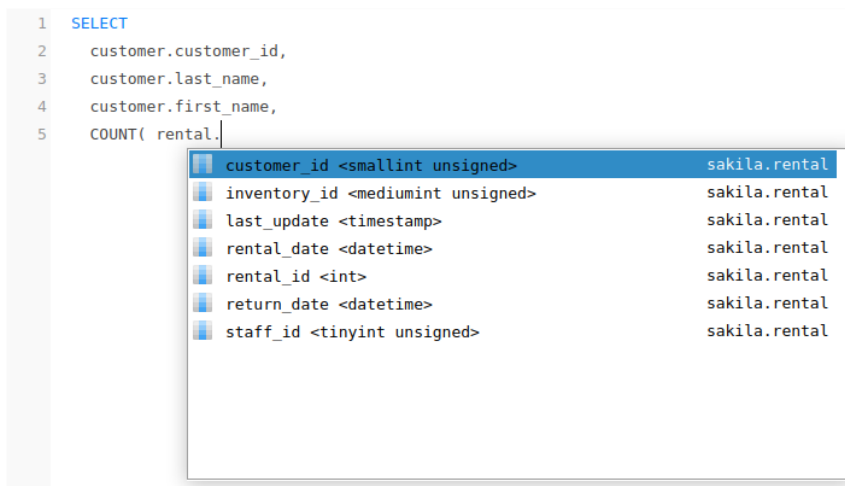 1 SELECT
2 customer.customer_id,
3 customer.last_name,
4 customer.first_name,
5 COUNT( rental.
customer_id <smallint unsigned> sakila.rental
inventory_id <mediumint unsigned> sakila.rental
last_update <timestamp> sakila.rental
rental_date <datetime> sakila.rental
rental_id <int> sakila.rental
return_date <datetime> sakila.rental
staff_id <tinyint unsigned> sakila.rental